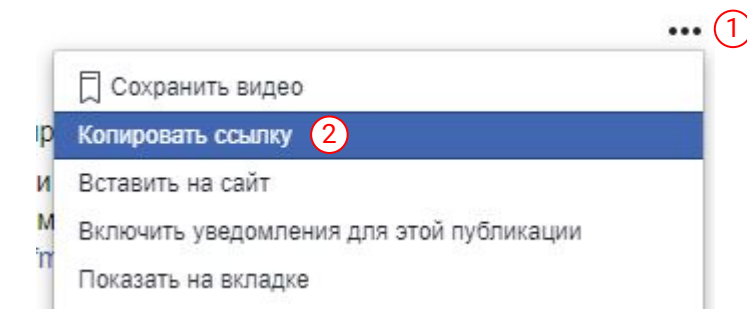 ••• 1
Сохранить видео
Копировать ссылку 2
Вставить на сайт
Включить уведомления для этой публикации
Показать на вкладке